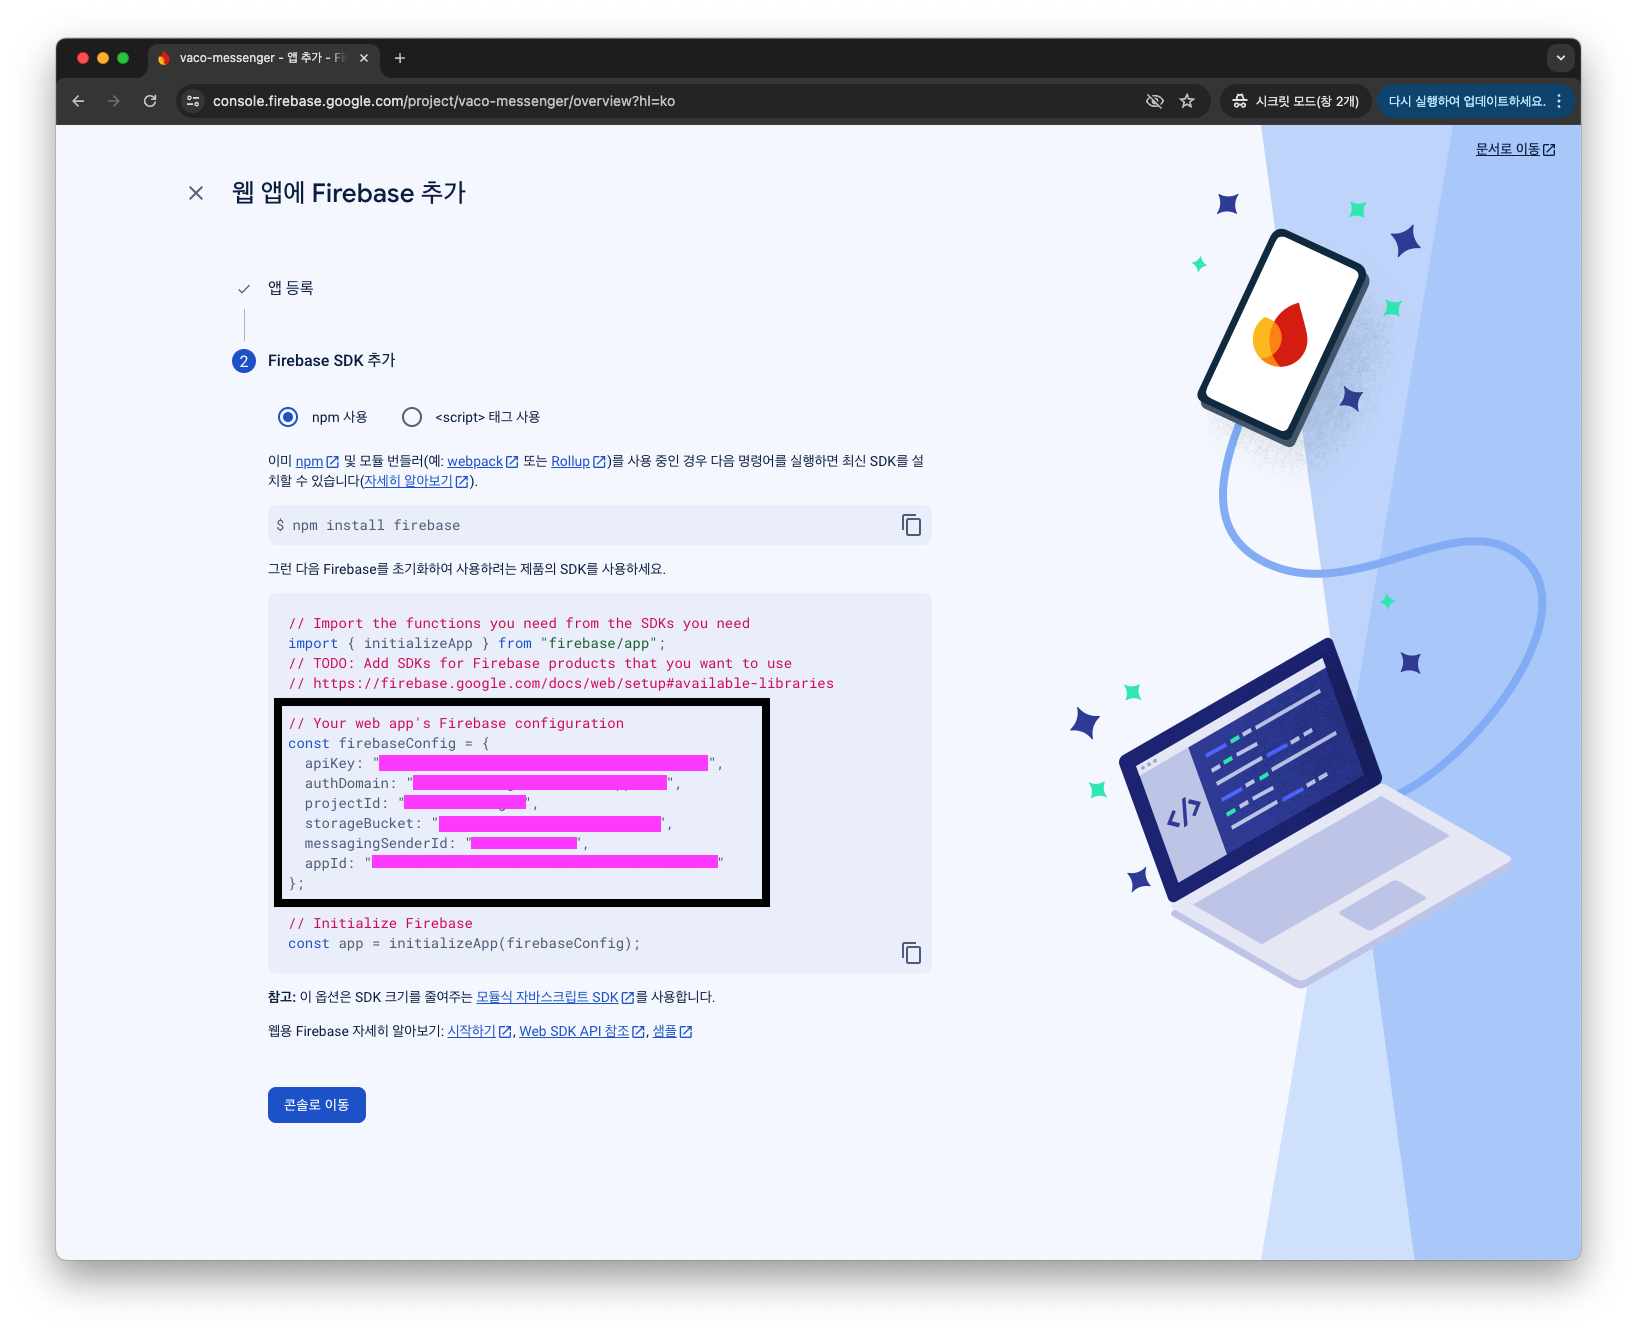 vaco-messenger - 앱 추가 - Fi
console.firebase.google.com/project/vaco-messenger/overview?hl=ko
시크릿 모드(창 2개)
다시 실행하여 업데이트하세요.
문서로 이동
웹 앱에 Firebase 추가
앱 등록
2 Firebase SDK 추가
npm 사용 <script> 태그 사용
이미 npm 및 모듈 번들러(예: webpack 또는 Rollup)를 사용 중인 경우 다음 명령어를 실행하면 최신 SDK를 설
치할 수 있습니다(자세히 알아보기).
$ npm install firebase
그런 다음 Firebase를 초기화하여 사용하려는 제품의 SDK를 사용하세요.
// Import the functions you need from the SDKs you need
import { initializeApp } from "firebase/app";
// TODO: Add SDKs for Firebase products that you want to use
// https://firebase.google.com/docs/web/setup#available-libraries
// Your web app's Firebase configuration
const firebaseConfig = {
apiKey: "",
authDomain: "",
projectId: "",
storageBucket: "",
messagingSenderId: "",
appId: ""
};
// Initialize Firebase
const app = initializeApp(firebaseConfig);
참고: 이 옵션은 SDK 크기를 줄여주는 모듈식 자바스크립트 SDK를 사용합니다.
웹용 Firebase 자세히 알아보기: 시작하기, Web SDK API 참조, 샘플
콘솔로 이동
</>